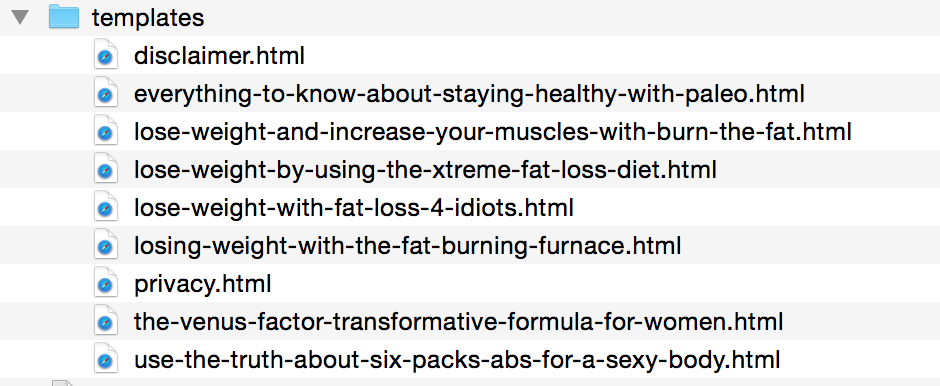 templates
disclaimer.html
everything-to-know-about-staying-healthy-with-paleo.html
lose-weight-and-increase-your-muscles-with-burn-the-fat.html
lose-weight-by-using-the-xtreme-fat-loss-diet.html
lose-weight-with-fat-loss-4-idiots.html
losing-weight-with-the-fat-burning-furnace.html
privacy.html
the-venus-factor-transformative-formula-for-women.html
use-the-truth-about-six-packs-abs-for-a-sexy-body.html